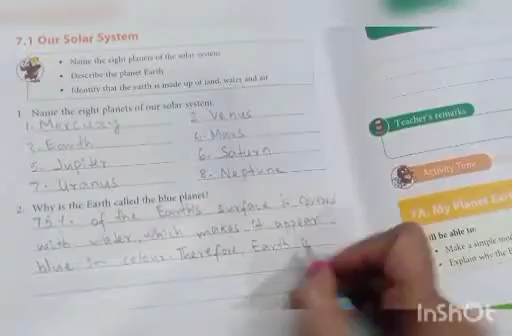 7.1 Our Solar System
• Name the eight planets of the solar system
• Describe the planet Earth
• Identify that the earth is made up of land, water and air
1 Name the eight planets of our solar system.
1. Mercury 2. Venus
3. Earth 4. Mars
5. Jupiter 6. Saturn
7. Uranus 8. Neptune
2 Why is the Earth called the blue planet?
75% of the Earth's surface is covered
with water, which makes it appear
blue in colour. Therefore, Earth is
Teacher's remarks
Activity Time
7A. My Planet Eart
ill be able to:
• Make a simple mod
• Explain why the E
InShOt